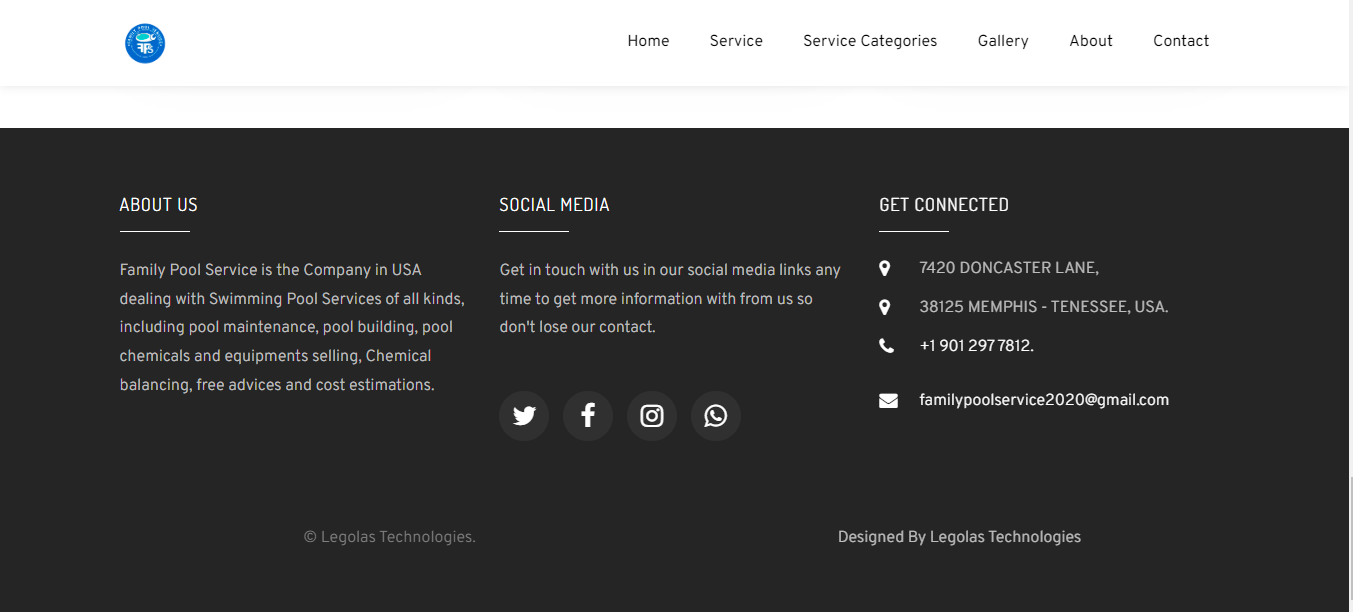 Home Service Service Categories Gallery About Contact
ABOUT US
Family Pool Service is the Company in USA
dealing with Swimming Pool Services of all kinds,
including pool maintenance, pool building, pool
chemicals and equipments selling, Chemical
balancing, free advices and cost estimations.
SOCIAL MEDIA
Get in touch with us in our social media links any
time to get more information with from us so
don't lose our contact.
GET CONNECTED
7420 DONCASTER LANE,
38125 MEMPHIS - TENESSEE, USA.
+1 901 297 7812.
familypoolservice2020@gmail.com
© Legolas Technologies.
Designed By Legolas Technologies